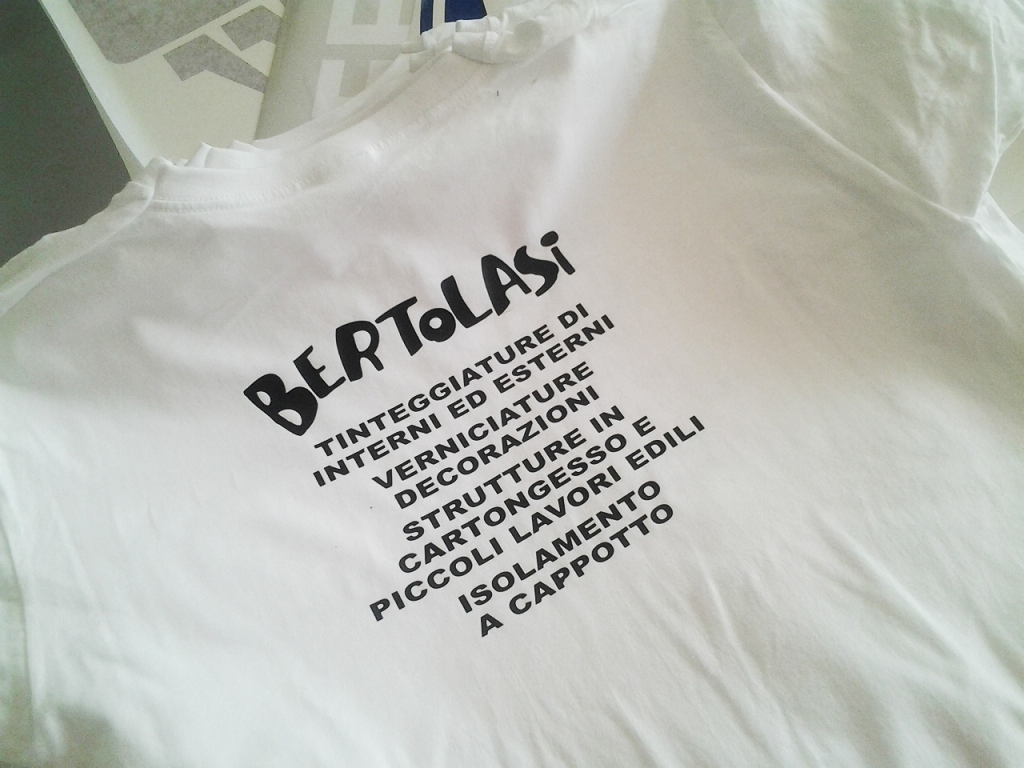 BERTOLASi
TINTEGGIATURE DI
INTERNI ED ESTERNI
VERNICIATURE
DECORAZIONI
STRUTTURE IN
CARTONGESSO E
PICCOLI LAVORI EDILI
ISOLAMENTO
A CAPPOTTO